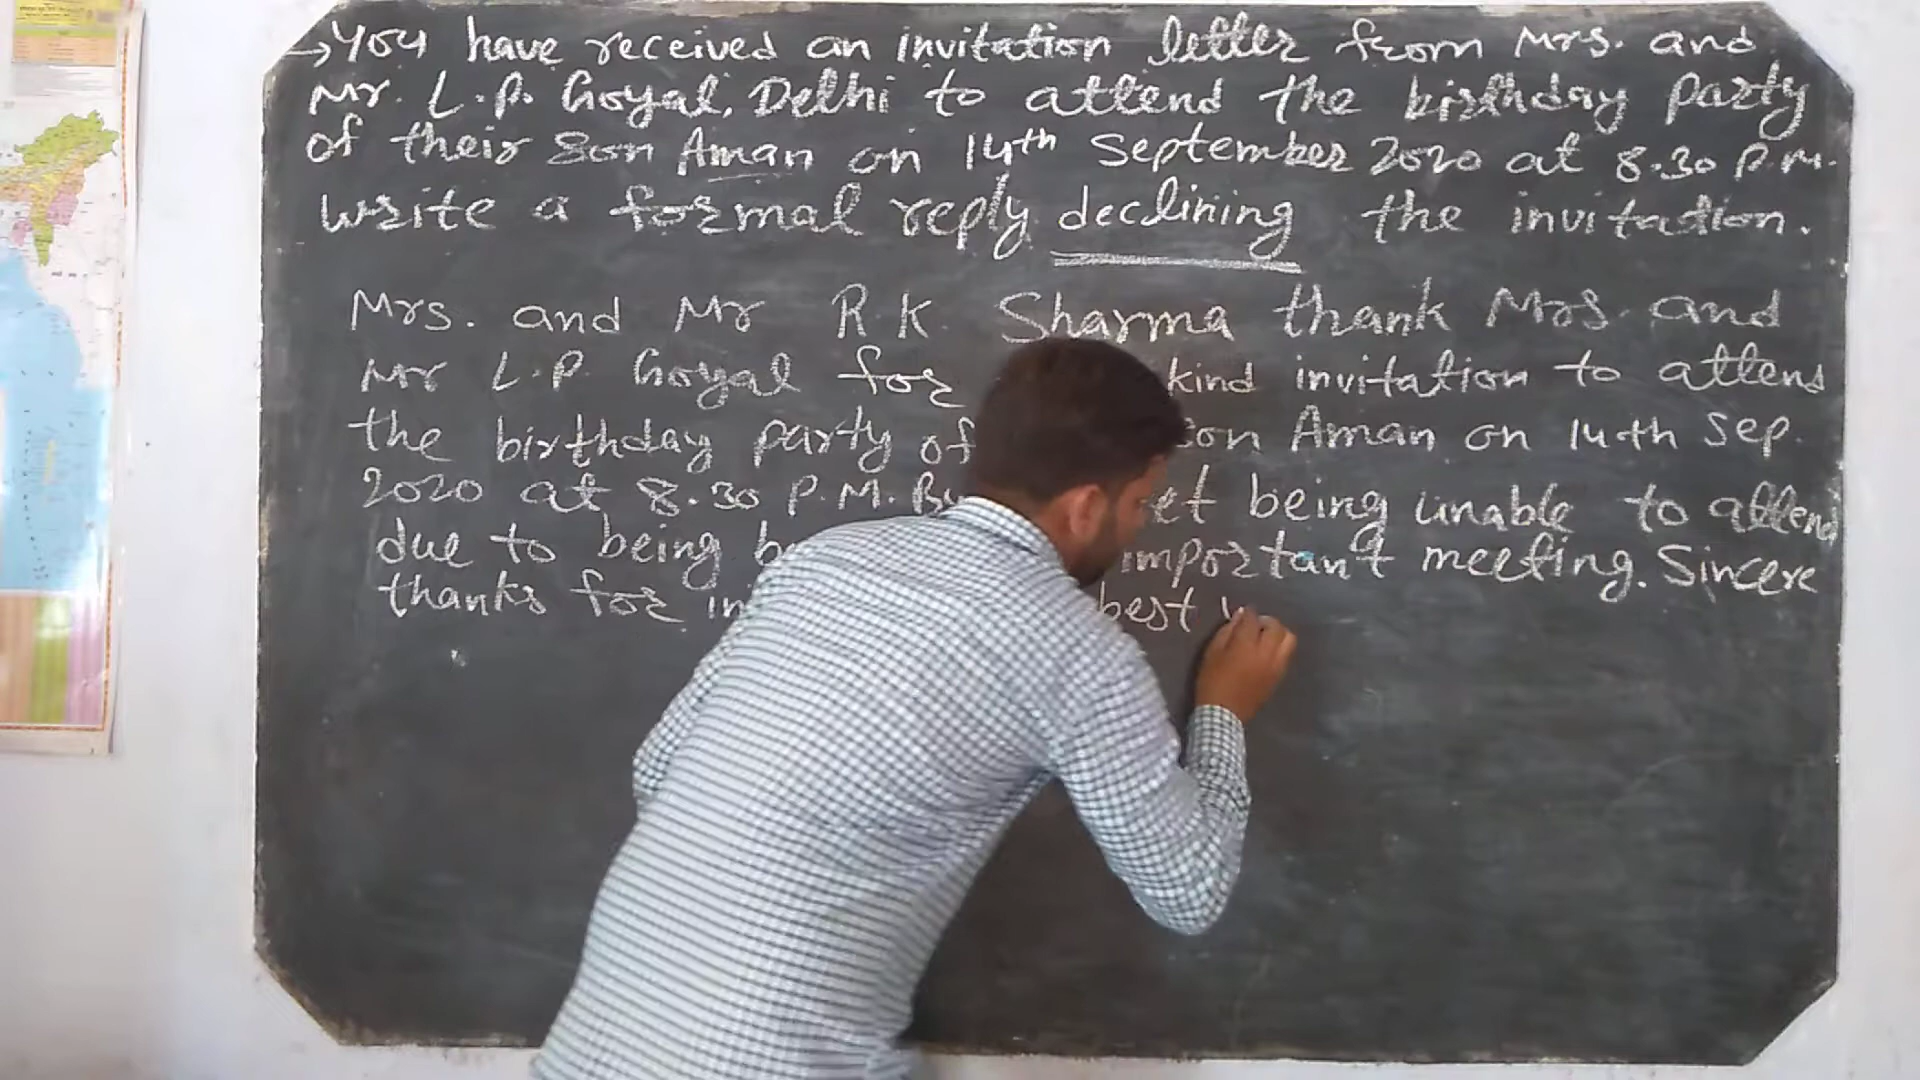 → You have received an invitation letter from Mrs. and
Mr. L.P. Goyal, Delhi to attend the birthday party
of their son Aman on 14th September 2020 at 8.30 P.M.
write a formal reply declining the invitation.
Mrs. and Mr R.K. Sharma thank Mrs. and
Mr L.P. Goyal for kind invitation to attend
the birthday party of son Aman on 14th Sep.
2020 at 8.30 P.M. being unable to attend
due to being important meeting. Sincere
thanks for best